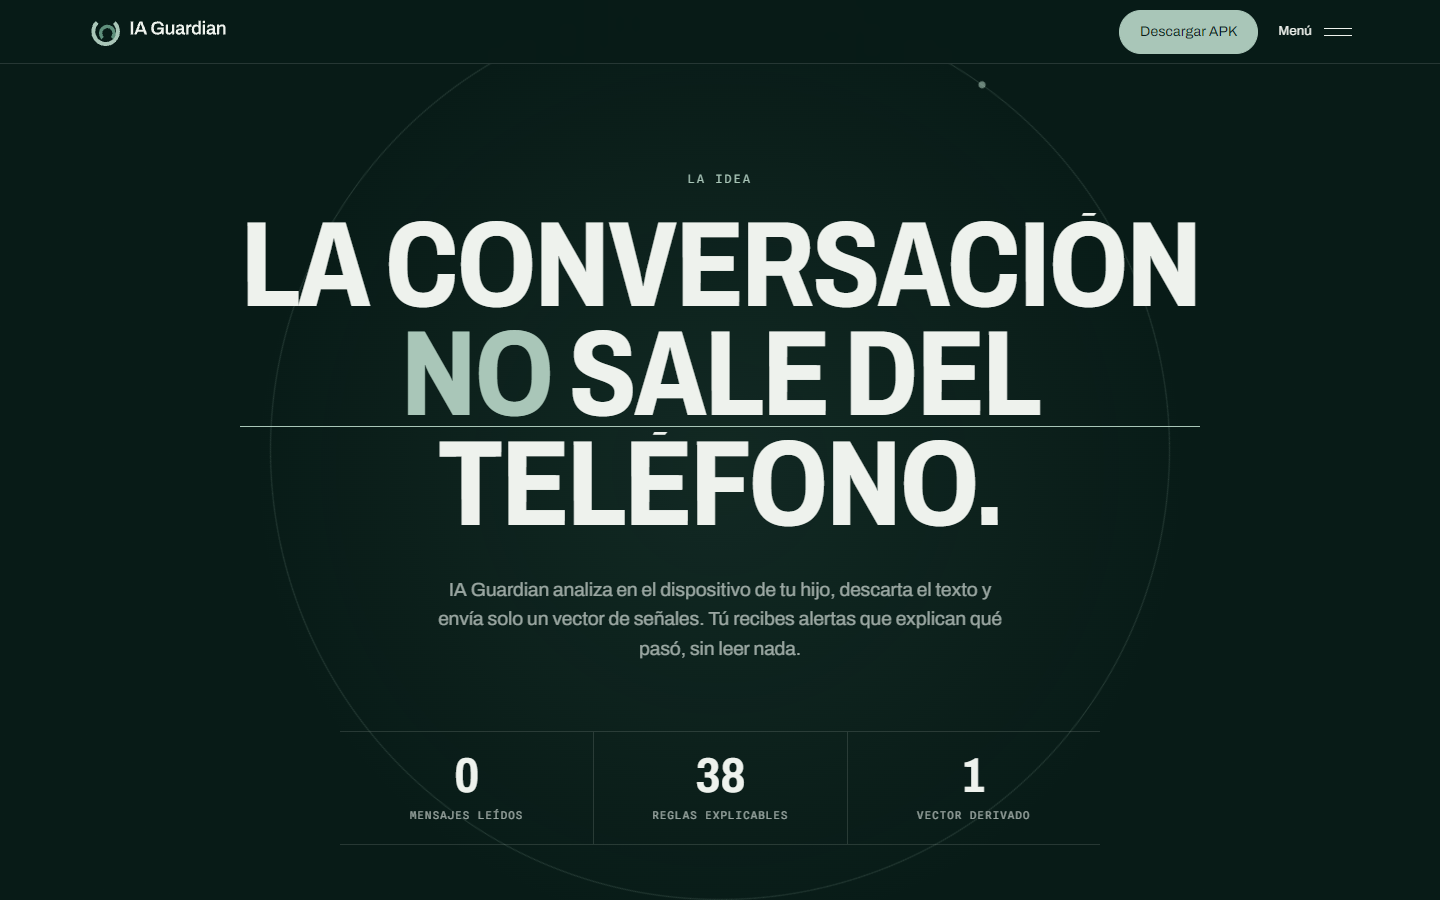 IA Guardian
Descargar APK
Menú
LA IDEA
LA CONVERSACIÓN
NO SALE DEL
TELÉFONO.
IA Guardian analiza en el dispositivo de tu hijo, descarta el texto y
envía solo un vector de señales. Tú recibes alertas que explican qué
pasó, sin leer nada.
0
MENSAJES LEÍDOS
38
REGLAS EXPLICABLES
1
VECTOR DERIVADO